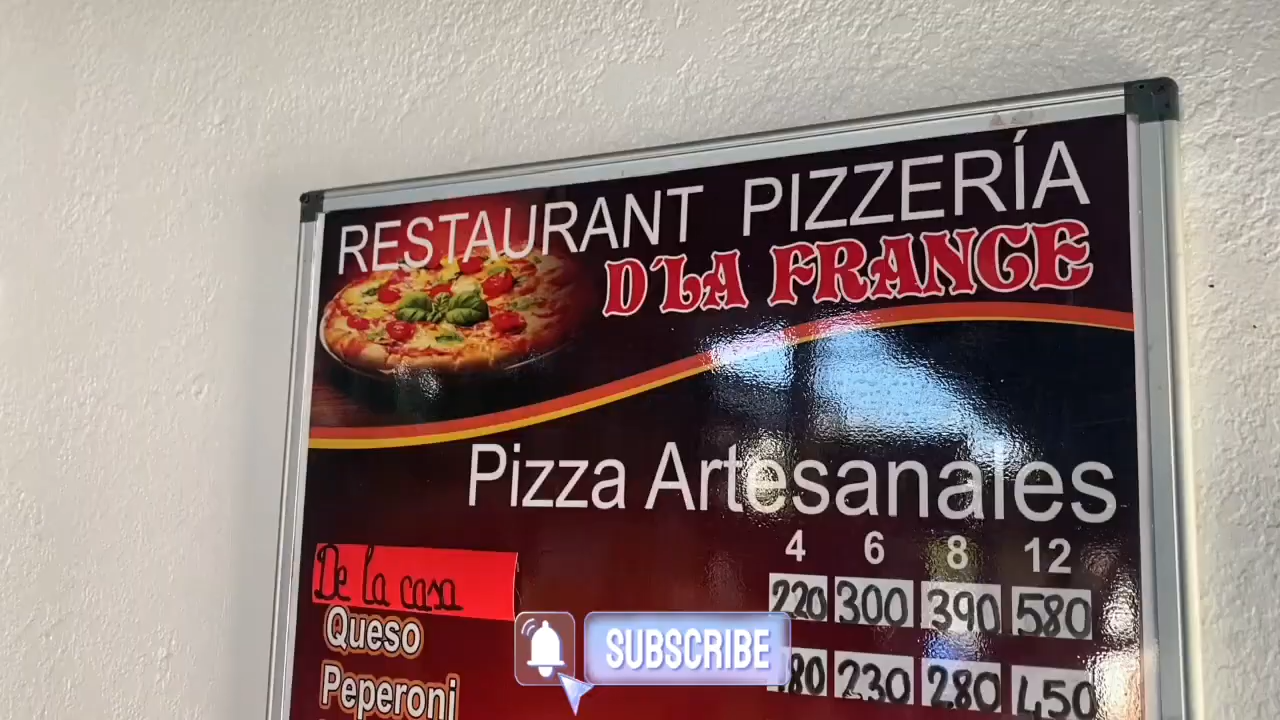 RESTAURANT PIZZERÍA
D'LA FRANCE
Pizza Artesanales
4 6 8 12
De la casa 220 300 390 580
Queso 180 230 280 450
Peperoni
SUBSCRIBE